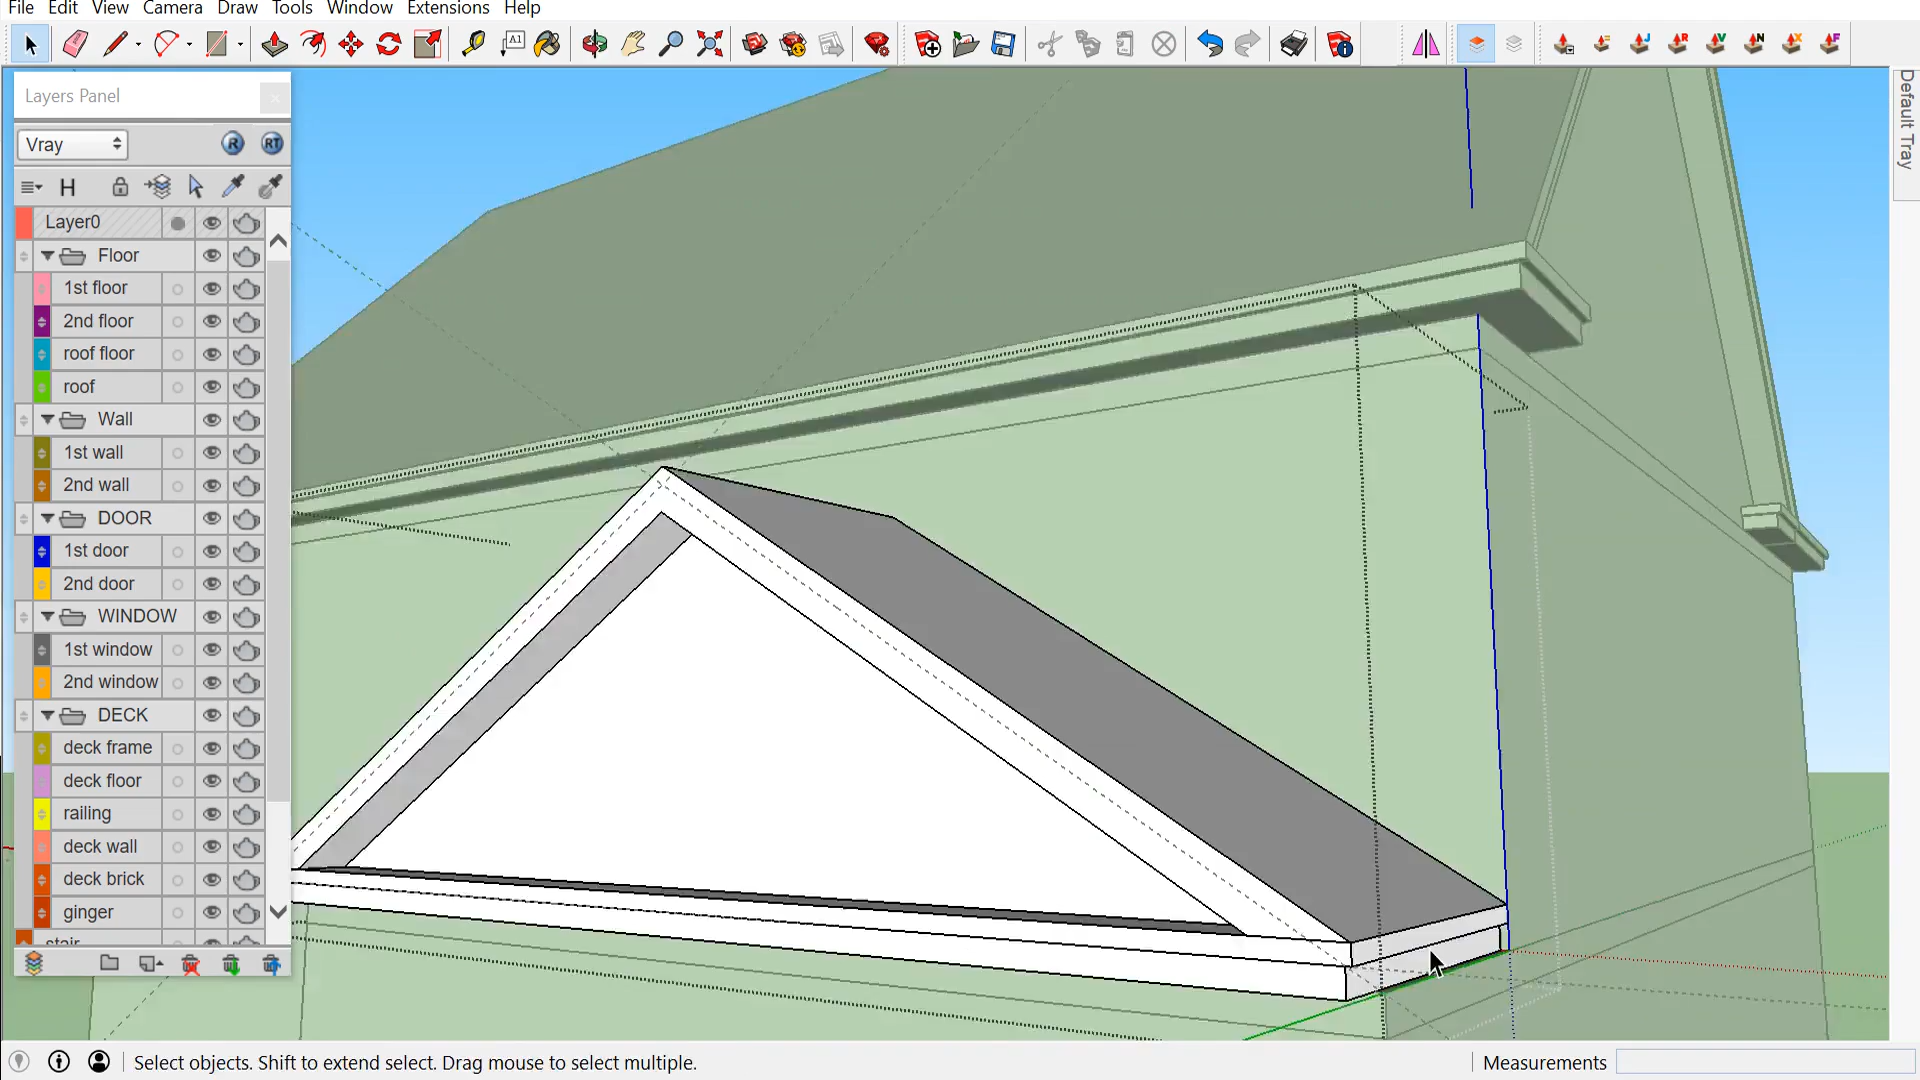 File Edit View Camera Draw Tools Window Extensions Help
A1
J R V N X F
Layers Panel
Default Tray
Vray
R RT
H
Layer0
Floor
1st floor
2nd floor
roof floor
roof
Wall
1st wall
2nd wall
DOOR
1st door
2nd door
WINDOW
1st window
2nd window
DECK
deck frame
deck floor
railing
deck wall
deck brick
ginger
stair
Select objects. Shift to extend select. Drag mouse to select multiple.
Measurements